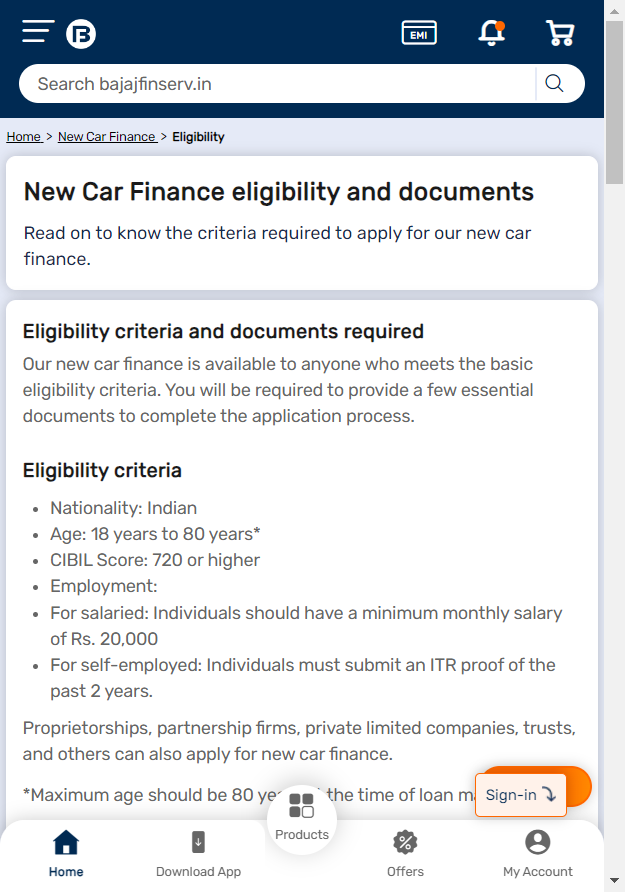 EMI
Search bajajfinserv.in
Home > New Car Finance > Eligibility
New Car Finance eligibility and documents
Read on to know the criteria required to apply for our new car
finance.
Eligibility criteria and documents required
Our new car finance is available to anyone who meets the basic
eligibility criteria. You will be required to provide a few essential
documents to complete the application process.
Eligibility criteria
• Nationality: Indian
• Age: 18 years to 80 years*
• CIBIL Score: 720 or higher
• Employment:
• For salaried: Individuals should have a minimum monthly salary
of Rs. 20,000
• For self-employed: Individuals must submit an ITR proof of the
past 2 years.
Proprietorships, partnership firms, private limited companies, trusts,
and others can also apply for new car finance.
*Maximum age should be 80 the time of loan
Sign-in
Products
Home
Download App
Offers
My Account